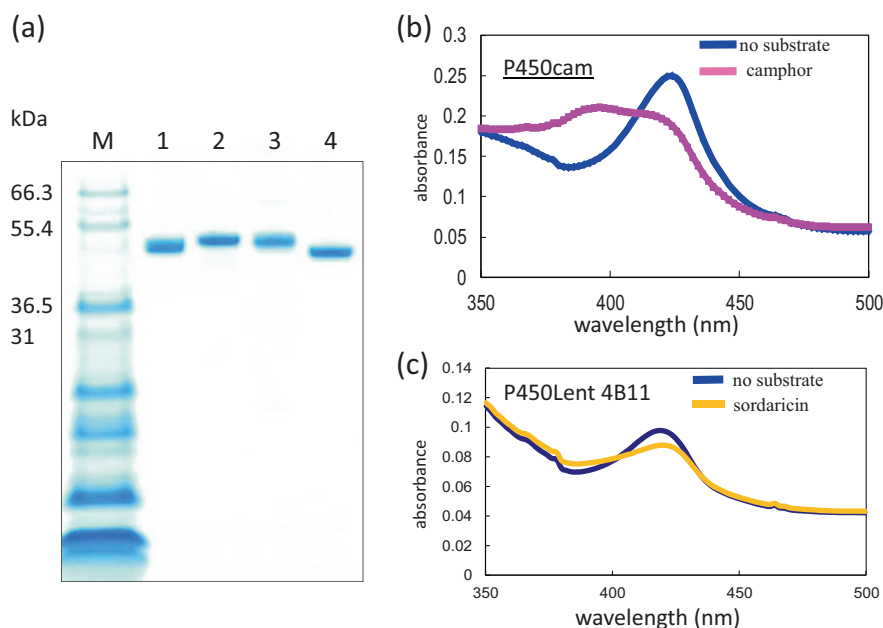 (a)
kDa
M 1 2 3 4
66.3
55.4
36.5
31
(b)
P450cam
no substrate
camphor
absorbance
0.3
0.25
0.20
0.15
0.1
0.05
0
350 400 450 500
wavelength (nm)
(c)
P450Lent 4B11
no substrate
sordaricin
absorbance
0.14
0.12
0.1
0.08
0.06
0.04
0.02
0
350 400 450 500
wavelength (nm)